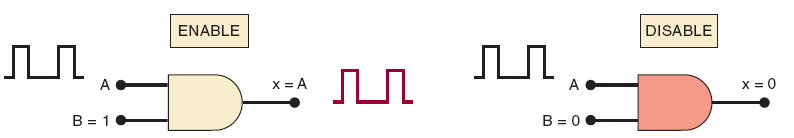 ENABLE
A
x = A
B = 1
DISABLE
A
x = 0
B = 0